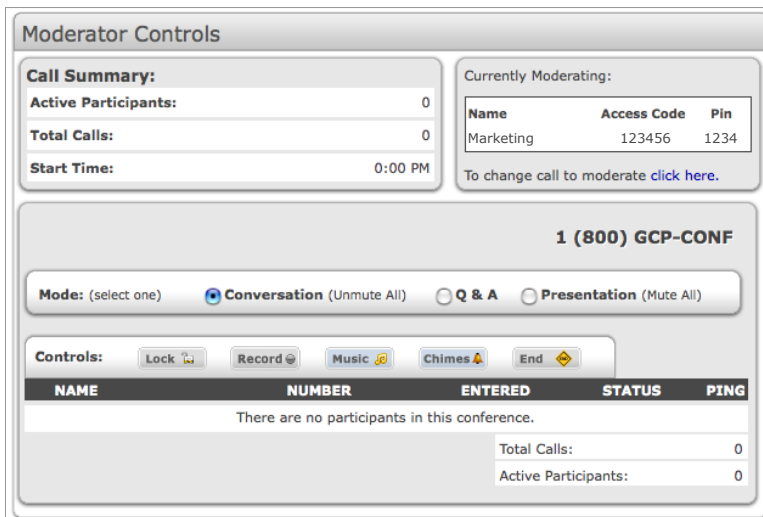 Moderator Controls
Call Summary:
Active Participants: 0
Total Calls: 0
Start Time: 0:00 PM
Currently Moderating:
Name Access Code Pin
Marketing 123456 1234
To change call to moderate click here.
1 (800) GCP-CONF
Mode: (select one) Conversation (Unmute All) Q & A Presentation (Mute All)
Controls: Lock Record Music Chimes End
NAME NUMBER ENTERED STATUS PING
There are no participants in this conference.
Total Calls: 0
Active Participants: 0